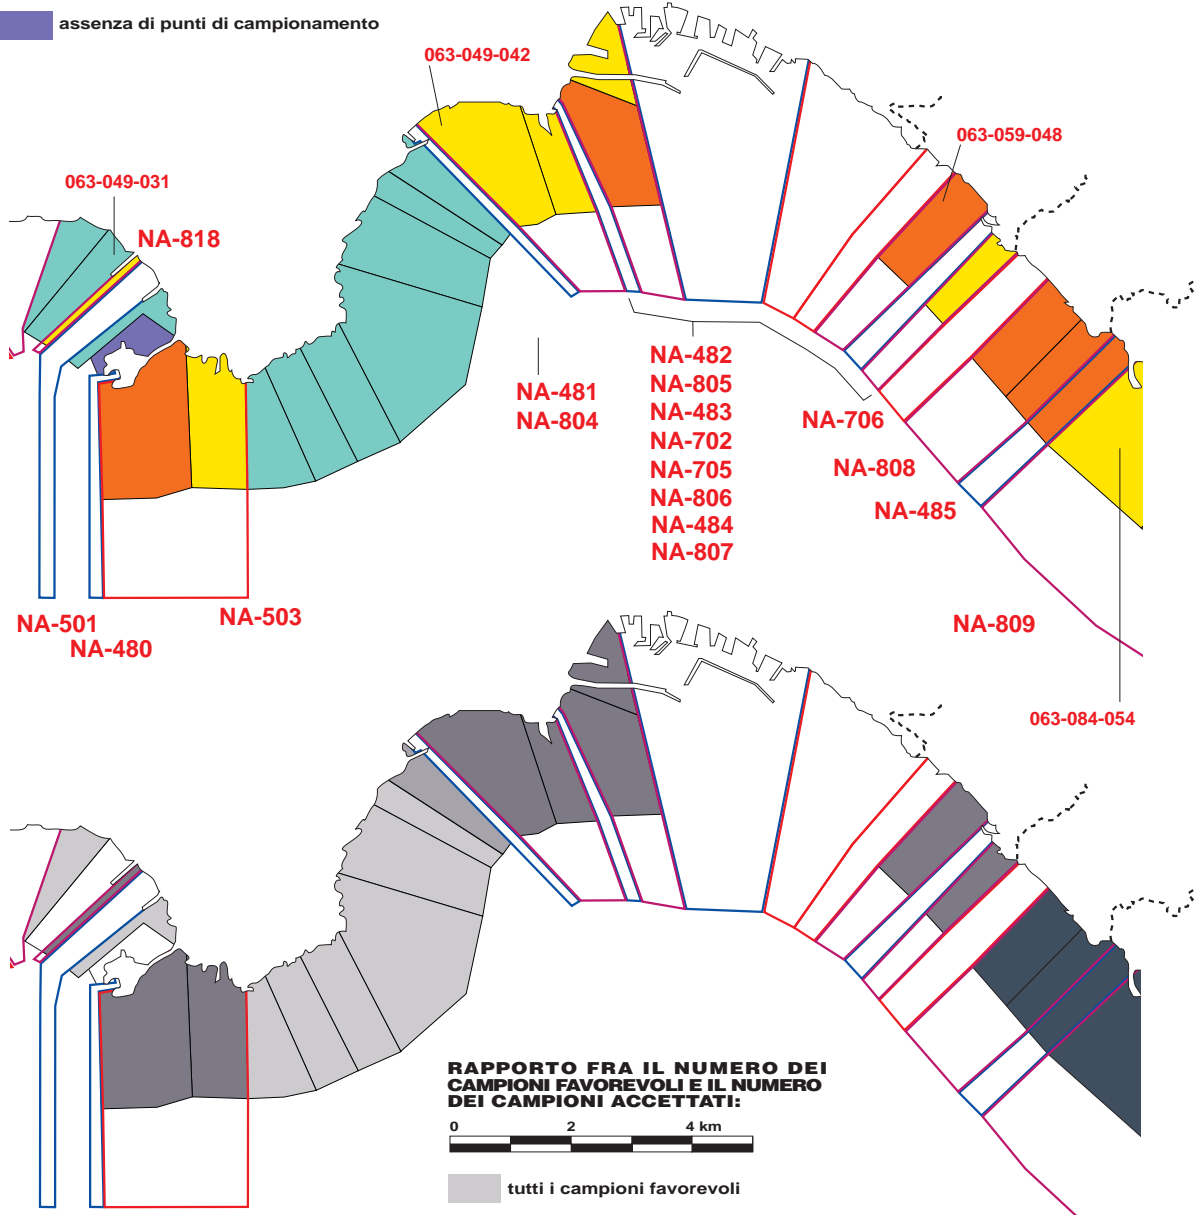 assenza di punti di campionamento
063-049-042
063-059-048
063-049-031
NA-818
NA-481
NA-804
NA-482
NA-805
NA-483
NA-702
NA-705
NA-806
NA-484
NA-807
NA-706
NA-808
NA-485
NA-501
NA-480
NA-503
NA-809
063-084-054
RAPPORTO FRA IL NUMERO DEI
CAMPIONI FAVOREVOLI E IL NUMERO
DEI CAMPIONI ACCETTATI:
0 2 4 km
tutti i campioni favorevoli